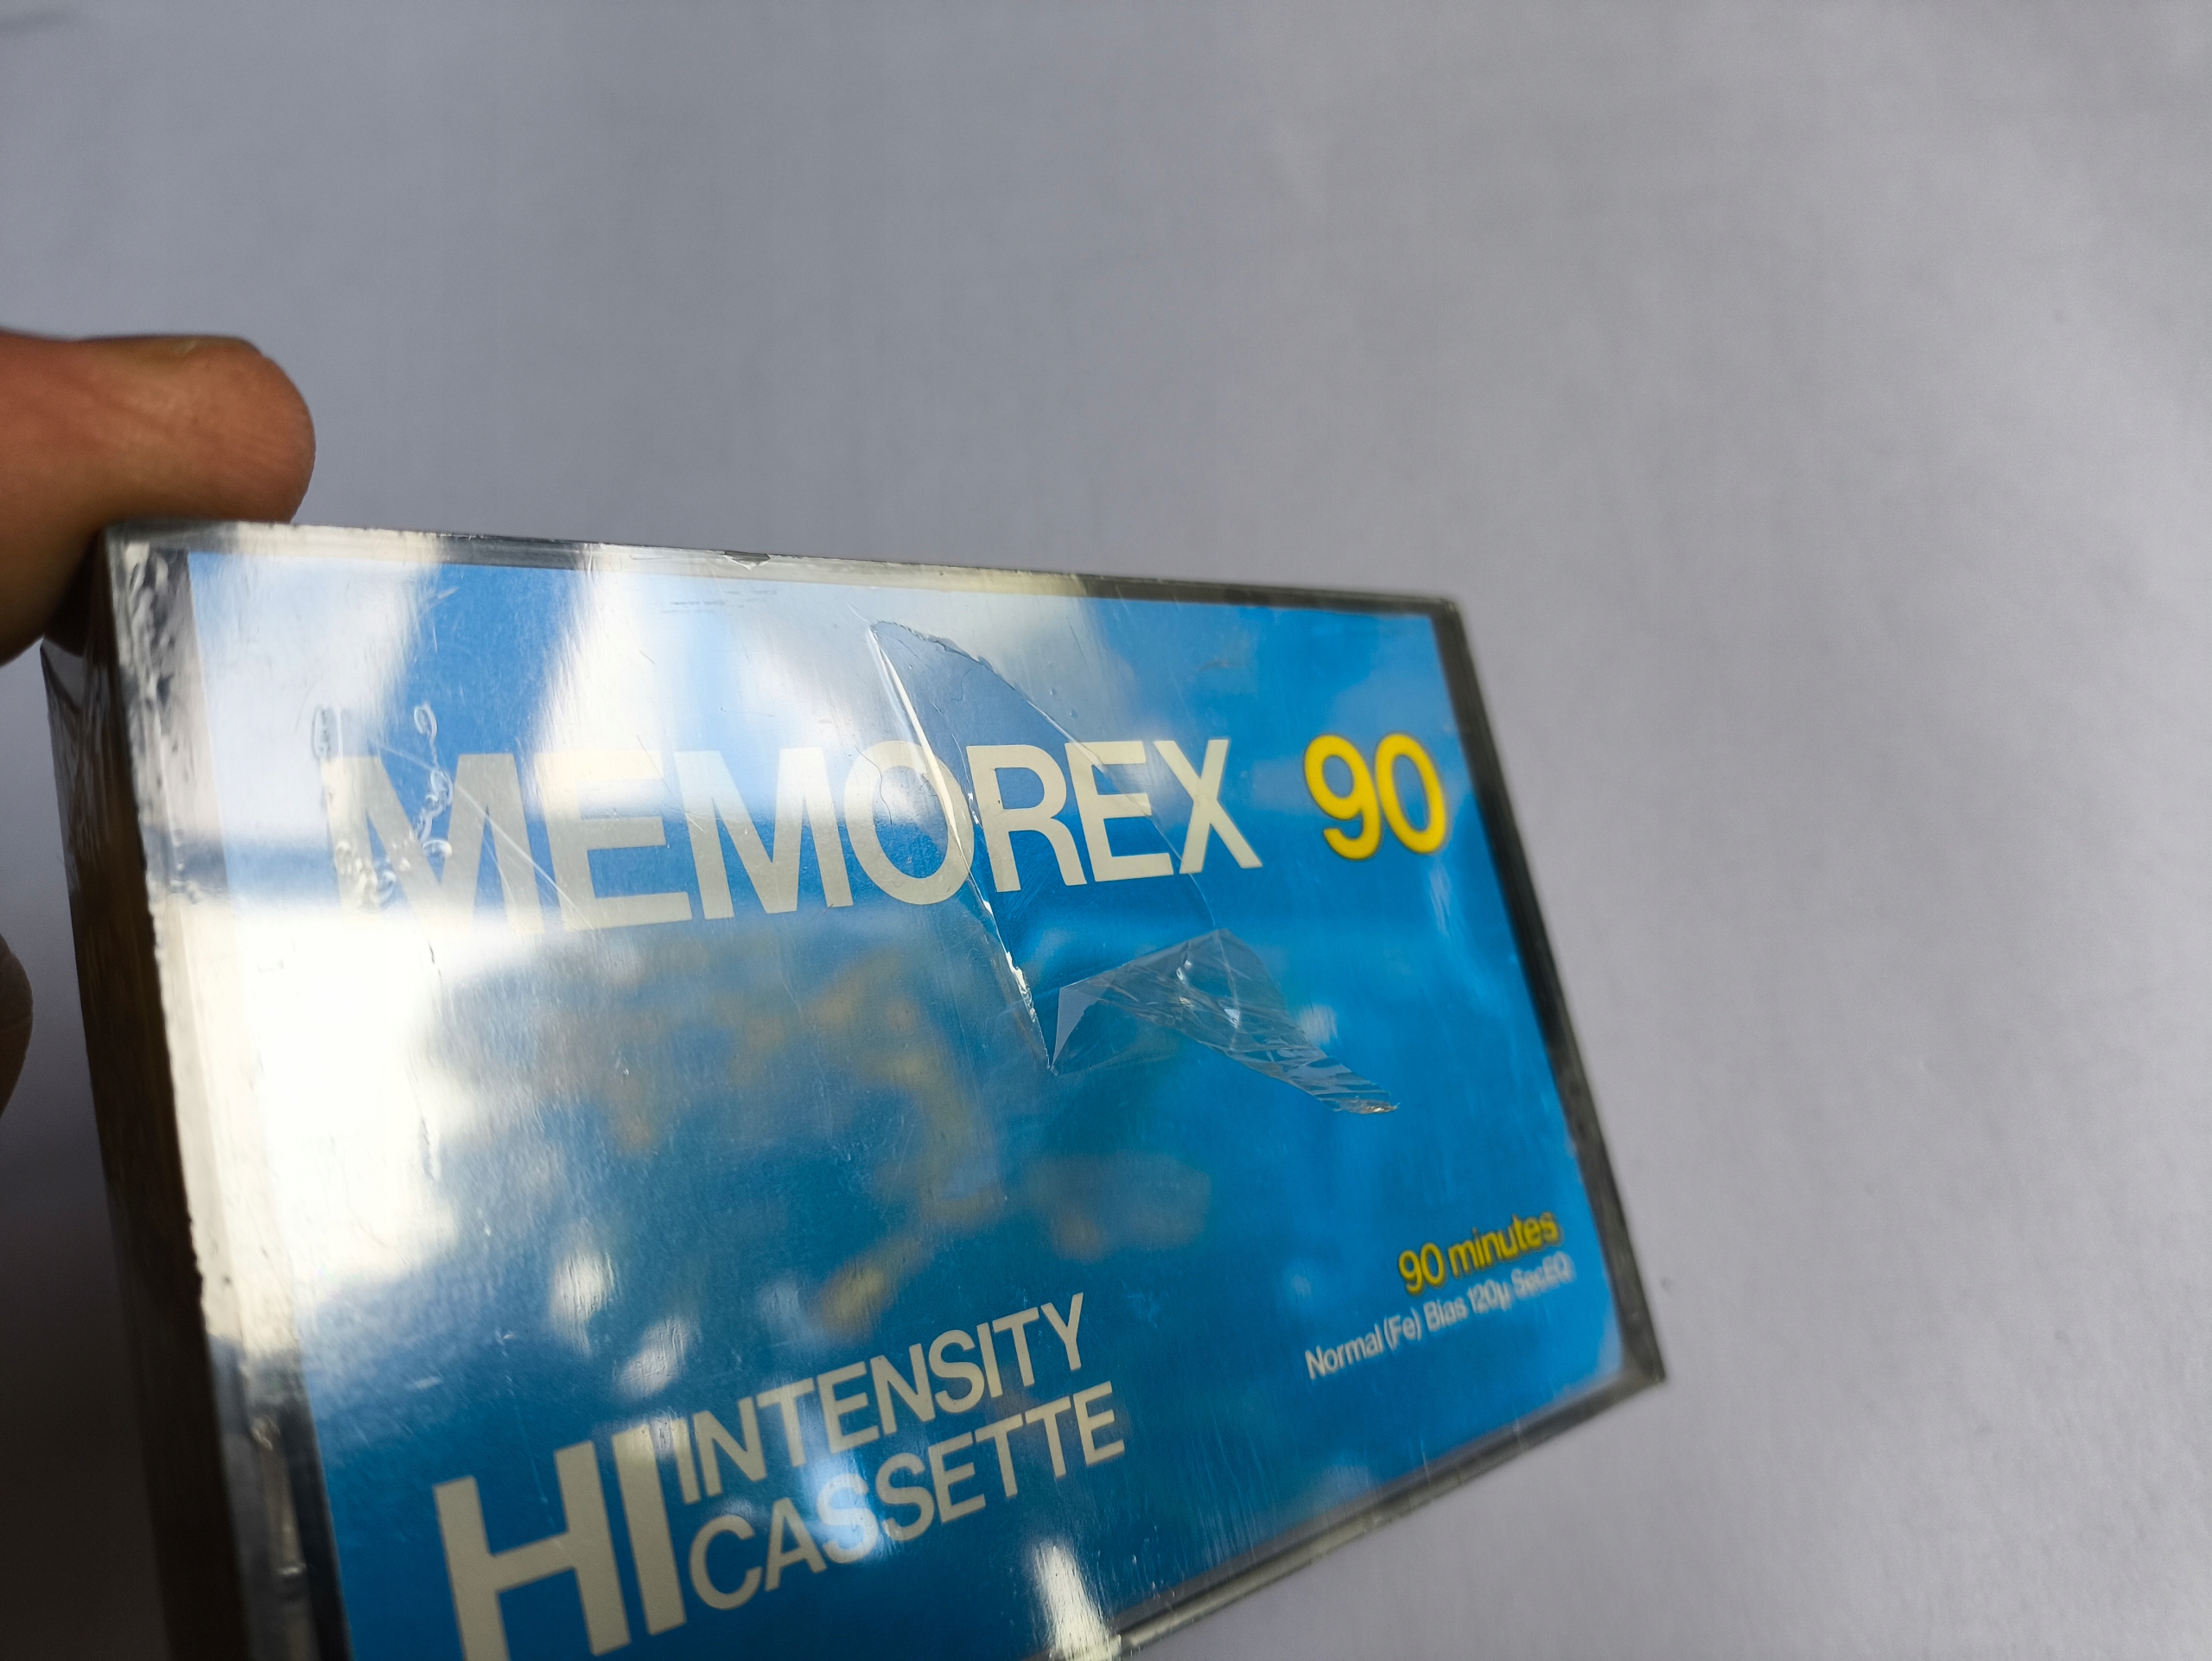 MEMOREX 90
90 minutes
Normal (Fe) Bias 120µ SecEQ
HI INTENSITY
CASSETTE